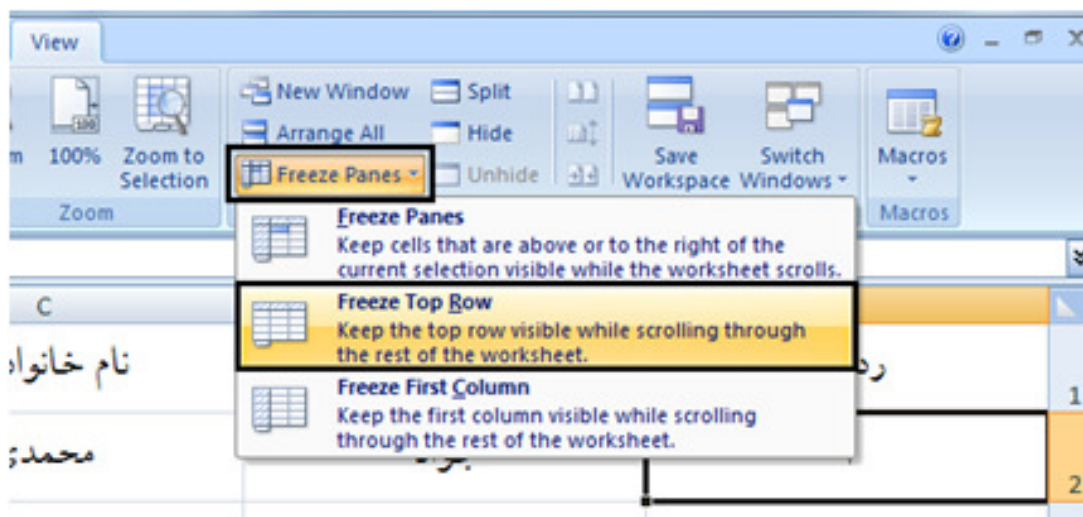 View
100%
Zoom to
Selection
Zoom
New Window
Arrange All
Freeze Panes
Split
Hide
Unhide
Save
Workspace
Switch
Windows
Macros
Macros
Freeze Panes
Keep cells that are above or to the right of the
current selection visible while the worksheet scrolls.
Freeze Top Row
Keep the top row visible while scrolling through
the rest of the worksheet.
Freeze First Column
Keep the first column visible while scrolling
through the rest of the worksheet.
C
نام
1
2